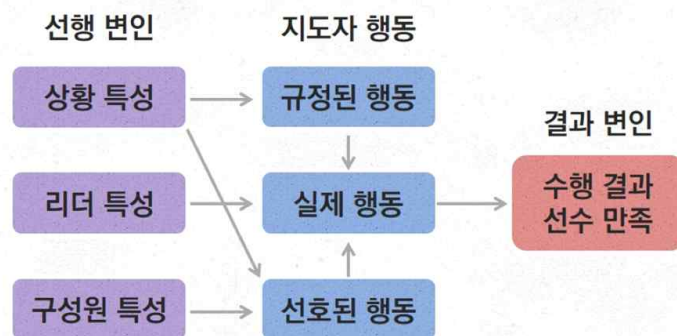 선행 변인
지도자 행동
상황 특성
규정된 행동
결과 변인
리더 특성
실제 행동
수행 결과
선수 만족
구성원 특성
선호된 행동